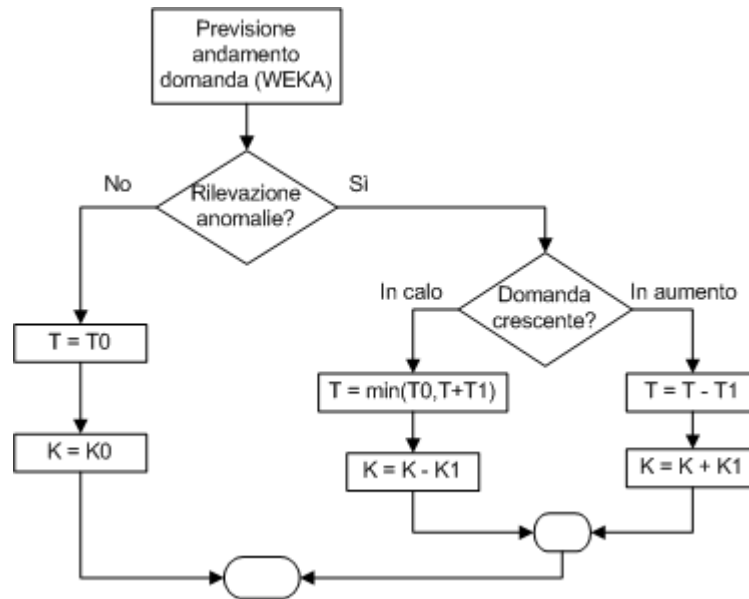 Previsione
andamento
domanda (WEKA)
No
Rilevazione
anomalie?
Sì
In calo
Domanda
crescente?
In aumento
T = T0
T = min(T0,T+T1)
T = T - T1
K = K0
K = K - K1
K = K + K1